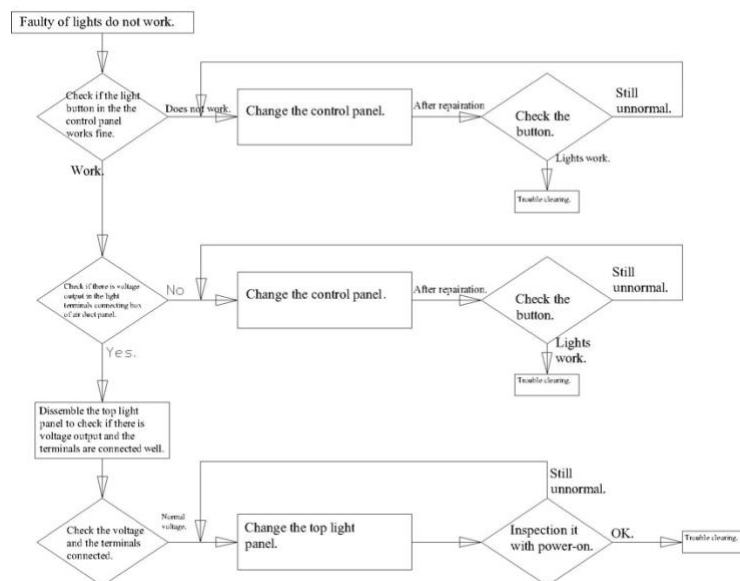 Faulty of lights do not work.
Check if the light
button in the the
control panel
works fine.
Does not work.
Change the control panel.
After repairation
Check the
button.
Still
unnormal.
Lights work.
Trouble clearing.
Work.
Check if there is voltage
output in the light
terminals connecting box
of air duct panel.
No
Change the control panel.
After repairation.
Check the
button.
Still
unnormal.
Lights
work.
Trouble clearing.
Yes.
Dissemble the top light
panel to check if there is
voltage output and the
terminals are connected well.
Check the voltage
and the terminals
connected.
Normal
voltage.
Change the top light
panel.
Still
unnormal.
Inspection it
with power-on.
OK.
Trouble clearing.